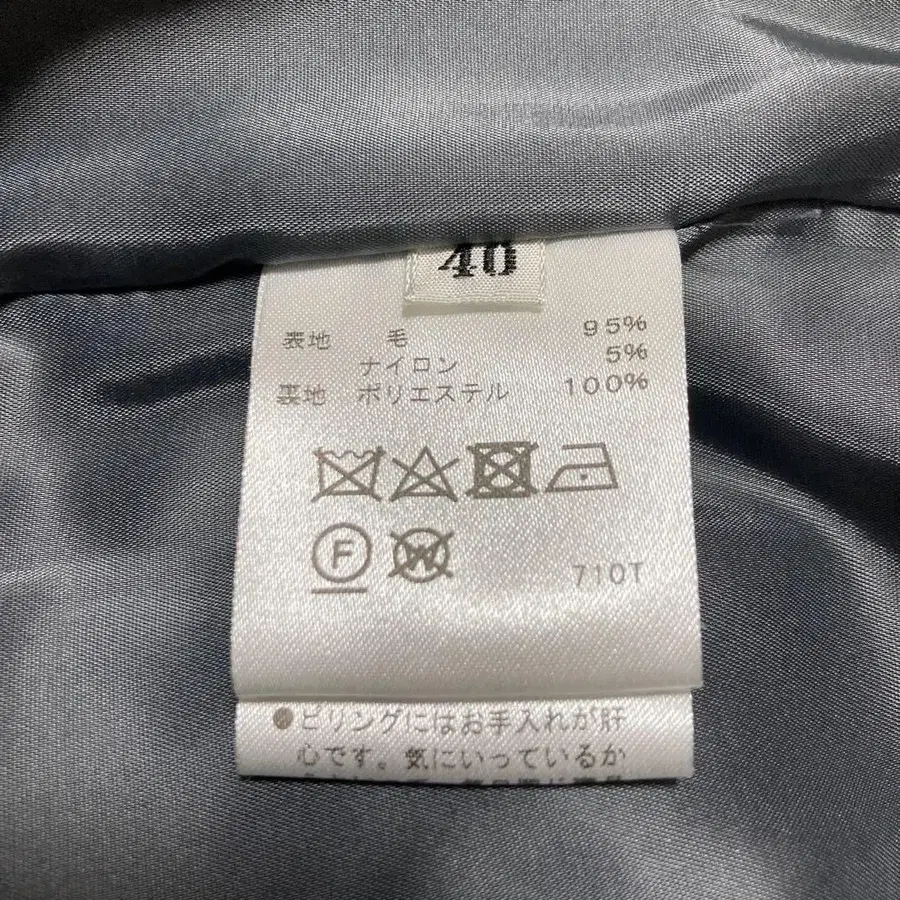 40
表地 毛 95%
ナイロン 5%
裏地 ポリエステル 100%
F W 710T
●ピリングにはお手入れが肝
心です。気にいっているか